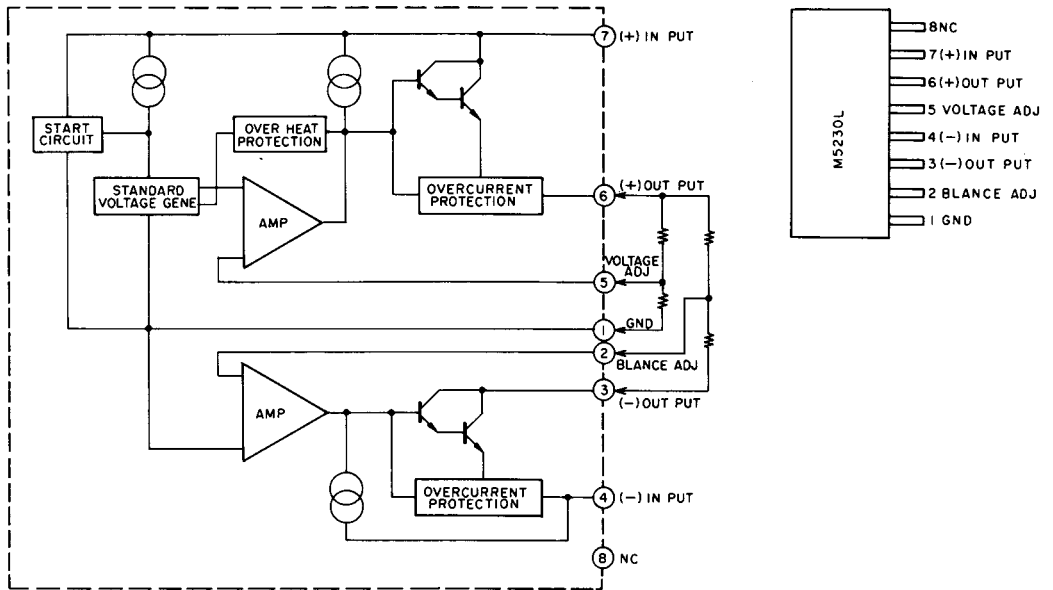 7 (+) IN PUT
START
CIRCUIT
OVER HEAT
PROTECTION
STANDARD
VOLTAGE GENE
AMP
OVERCURRENT
PROTECTION
(+) OUT PUT
6
VOLTAGE
ADJ
5
1
GND
2
BLANCE ADJ
AMP
3
(-) OUT PUT
OVERCURRENT
PROTECTION
4 (-) IN PUT
8 NC
M5230L
8 NC
7 (+) IN PUT
6 (+) OUT PUT
5 VOLTAGE ADJ
4 (-) IN PUT
3 (-) OUT PUT
2 BLANCE ADJ
1 GND